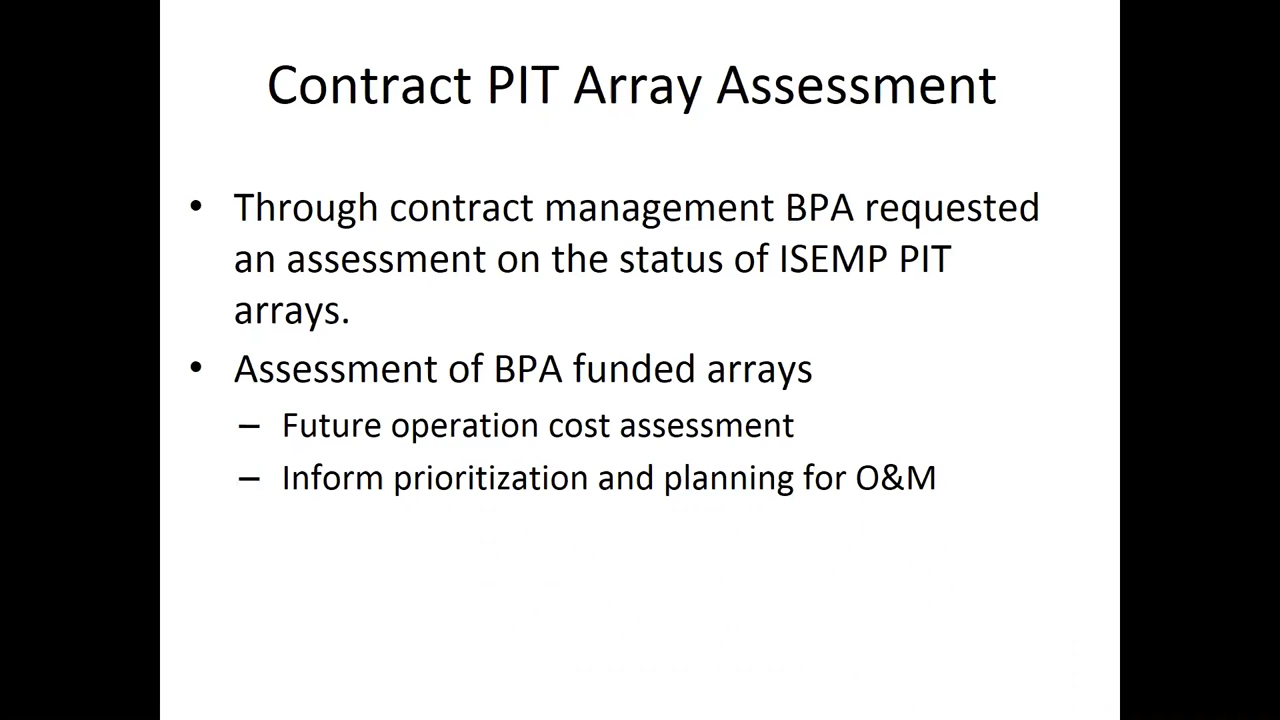 Contract PIT Array Assessment
• Through contract management BPA requested
an assessment on the status of ISEMP PIT
arrays.
• Assessment of BPA funded arrays
– Future operation cost assessment
– Inform prioritization and planning for O&M